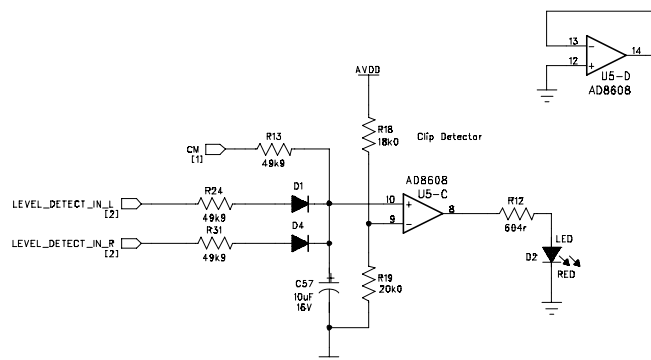 13
14
12
U5-D
AD8608
AVDD
R13
CM
[1]
49k9
R18
18k0
Clip Detector
AD8608
U5-C
LEVEL_DETECT_IN_L
[2]
R24
49k9
D1
10
8
R12
604r
LEVEL_DETECT_IN_R
[2]
R31
49k9
D4
9
LED
D2
RED
C57
10uF
16V
+
R19
20k0